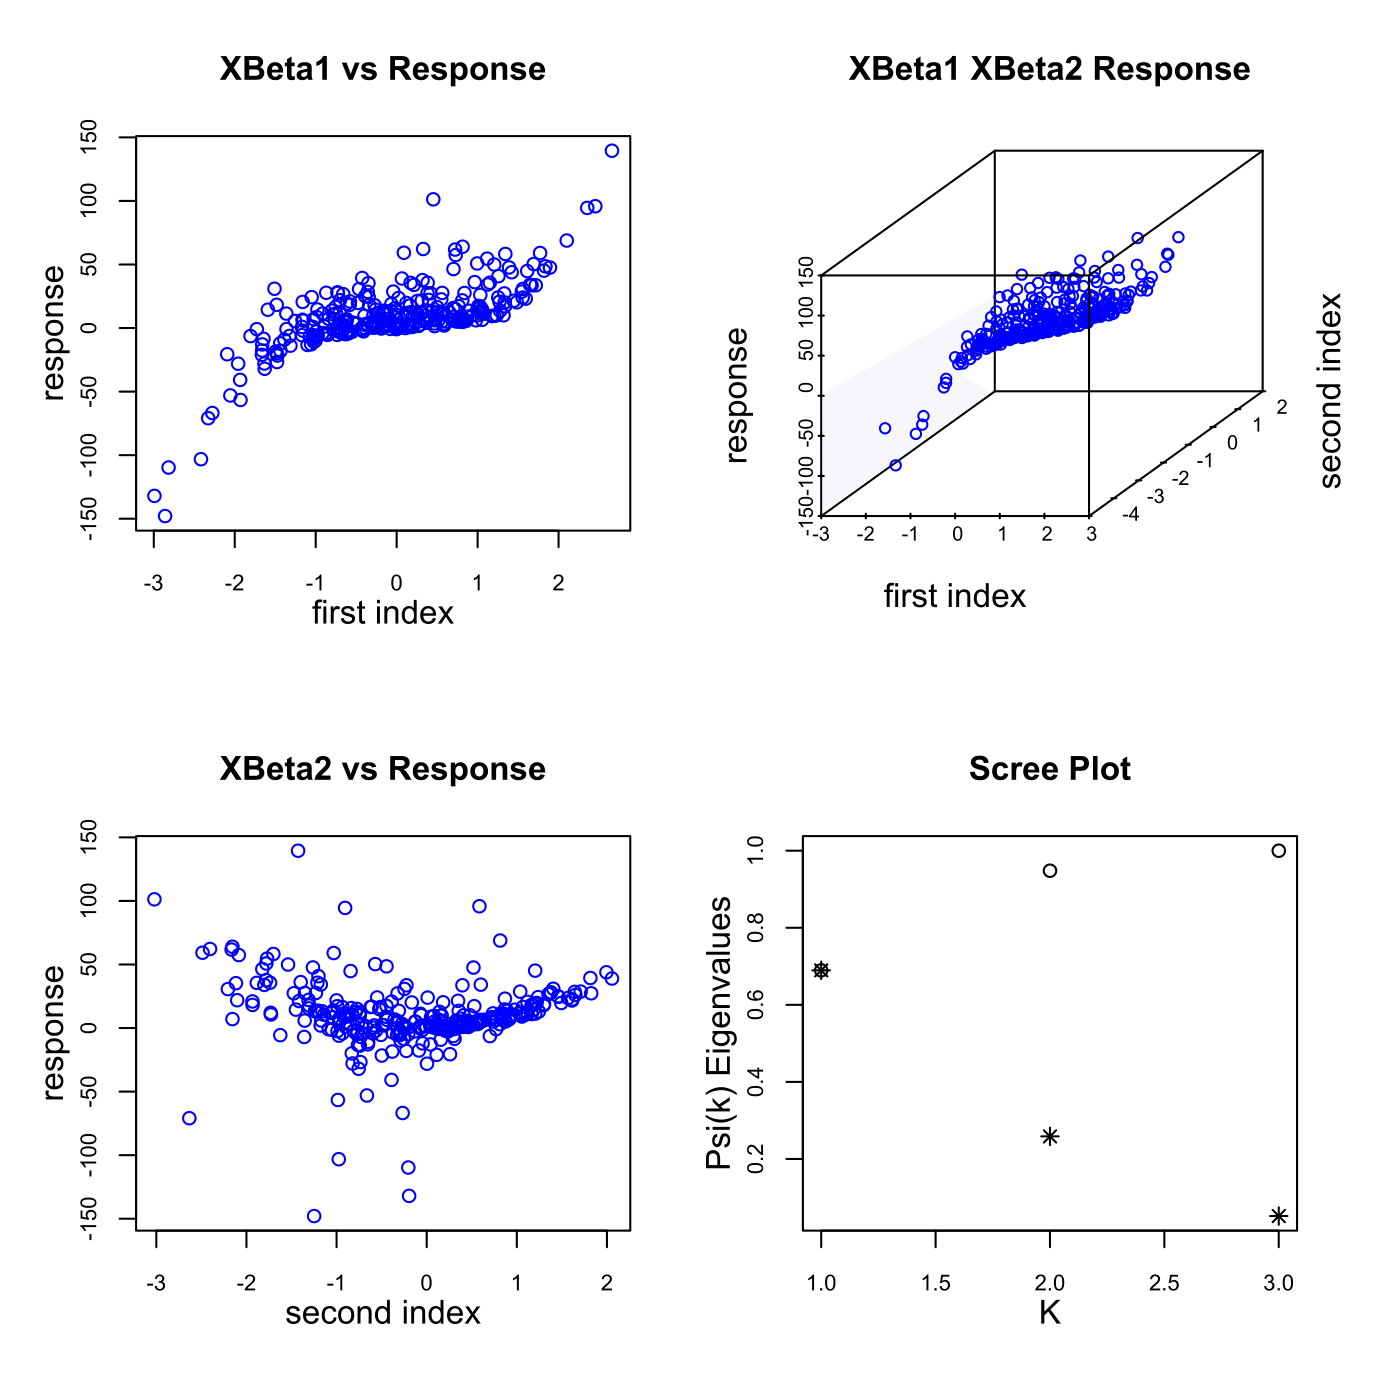 XBeta1 vs Response
150
100
50
0
-50
-100
-150
response
-3 -2 -1 0 1 2
first index
XBeta1 XBeta2 Response
150
100
50
0
-50
-100
-150
response
-3 -2 -1 0 1 2 3
first index
-4 -3 -2 -1 0 1 2
second index
XBeta2 vs Response
150
100
50
0
-50
-100
-150
response
-3 -2 -1 0 1 2
second index
Scree Plot
1.0
0.8
0.6
0.4
0.2
Psi(k) Eigenvalues
1.0 1.5 2.0 2.5 3.0
K